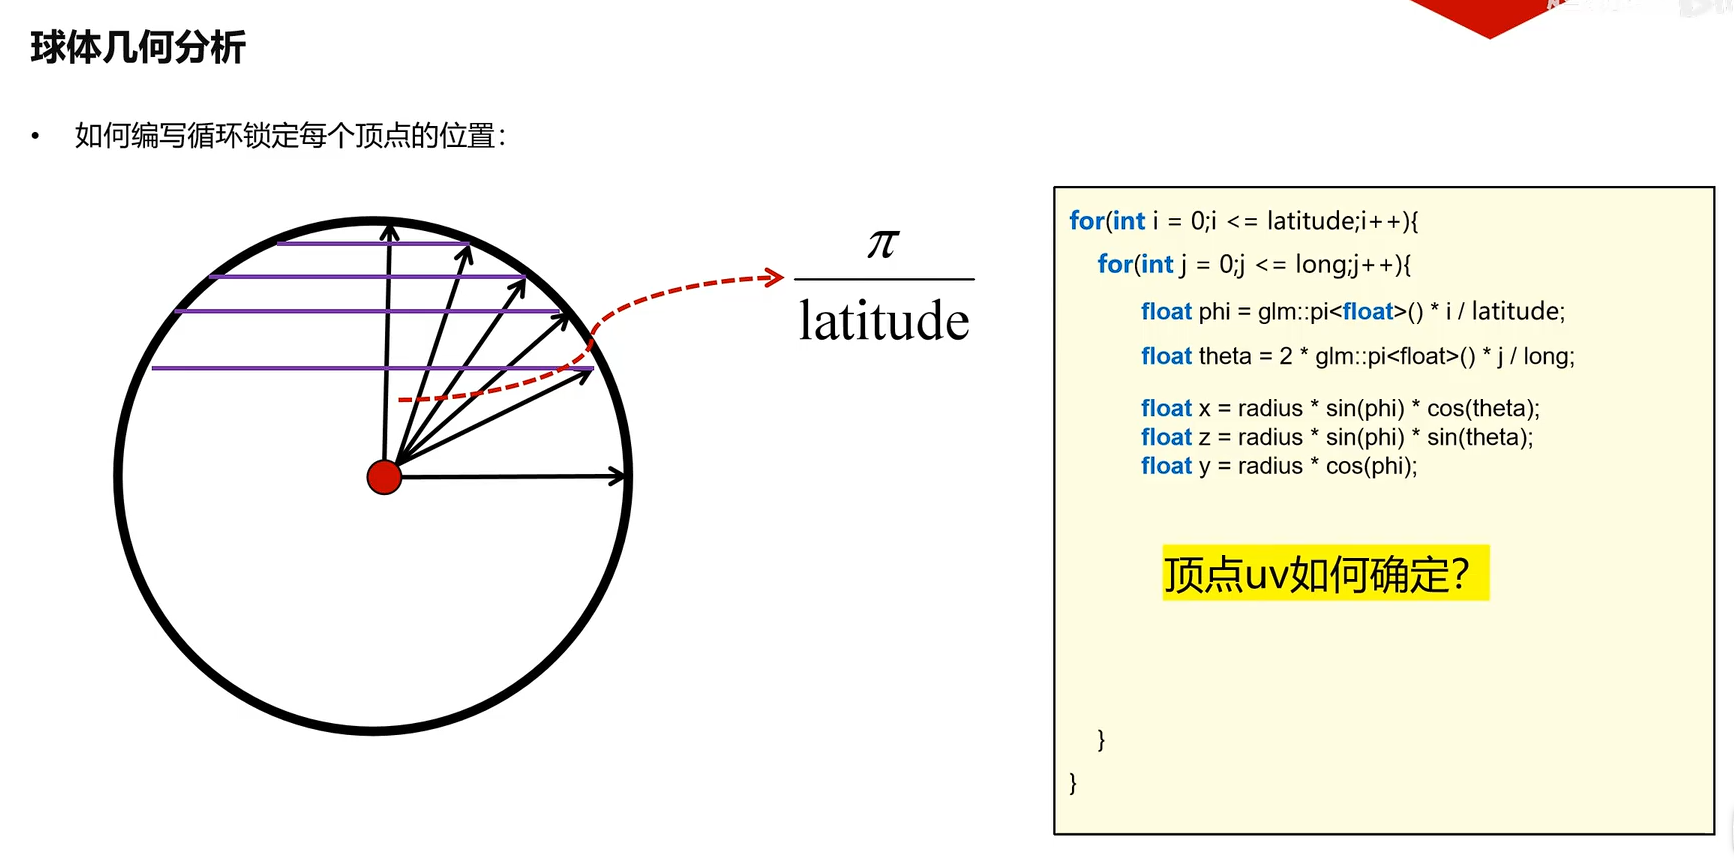 球体几何分析
• 如何编写循环锁定每个顶点的位置：
π
latitude
for(int i = 0;i <= latitude;i++){
for(int j = 0;j <= long;j++){
float phi = glm::pi<float>() * i / latitude;
float theta = 2 * glm::pi<float>() * j / long;
float x = radius * sin(phi) * cos(theta);
float z = radius * sin(phi) * sin(theta);
float y = radius * cos(phi);
顶点uv如何确定？
}
}